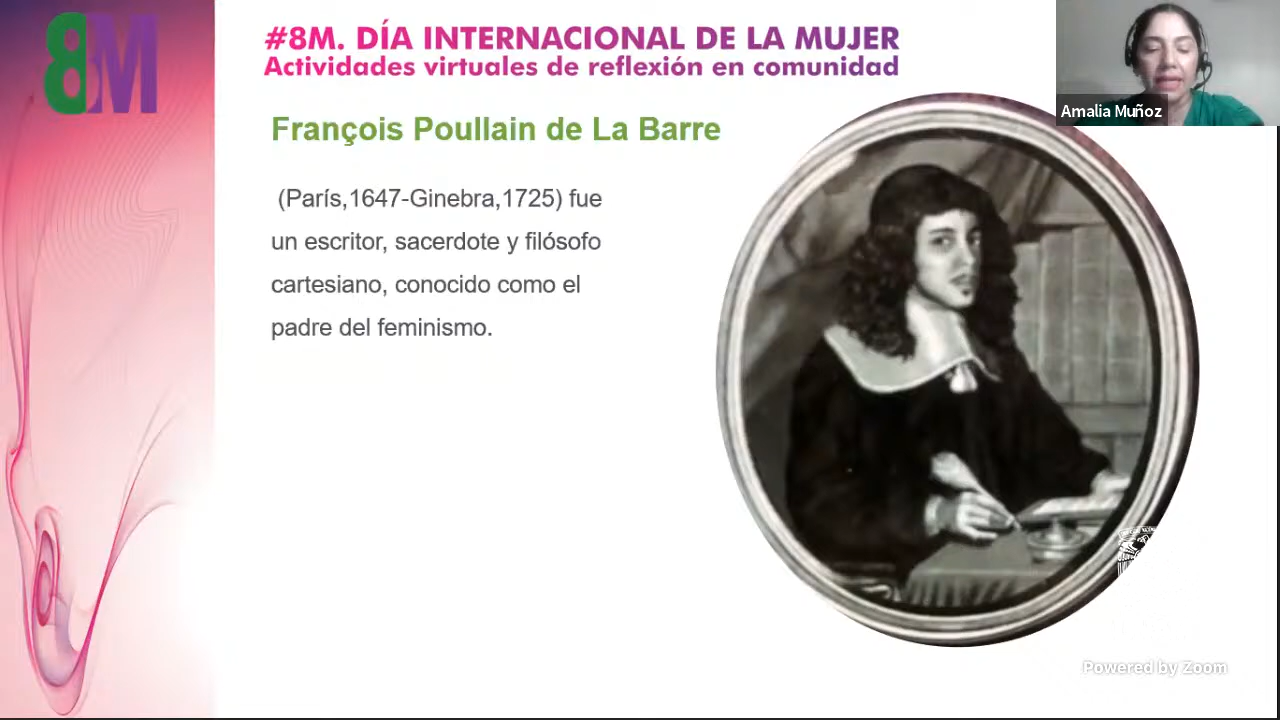 8M
#8M. DÍA INTERNACIONAL DE LA MUJER
Actividades virtuales de reflexión en comunidad
Amalia Muñoz
François Poullain de La Barre
(París,1647-Ginebra,1725) fue
un escritor, sacerdote y filósofo
cartesiano, conocido como el
padre del feminismo.
Powered by Zoom